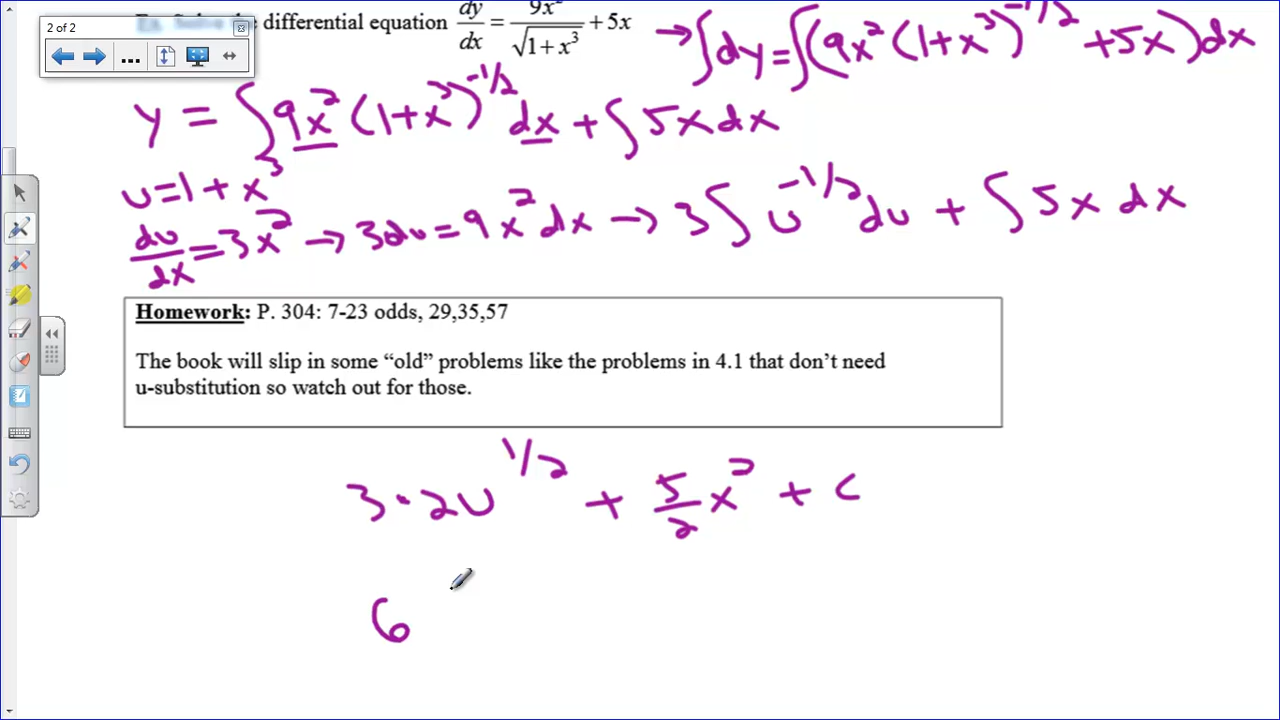 2 of 2
the differential equation dy/dx = 9x²/√(1+x³) + 5x
→ ∫dy = ∫(9x²(1+x³)^(-1/2) + 5x)dx
y = ∫9x²(1+x³)^(-1/2) dx + ∫5x dx
u = 1 + x³
du/dx = 3x² → 3du = 9x² dx → 3∫u^(-1/2) du + ∫5x dx
Homework: P. 304: 7-23 odds, 29,35,57
The book will slip in some “old” problems like the problems in 4.1 that don’t need
u-substitution so watch out for those.
3 · 2u^(1/2) + 5/2 x² + c
6